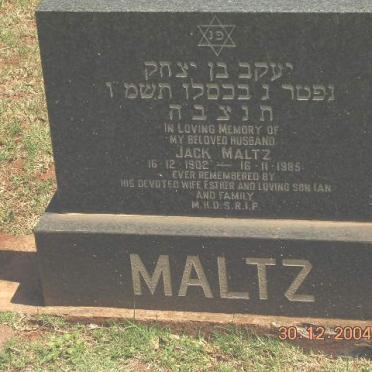 פ נ
יעקב בן יצחק
נפטר ג בכסלו תשמ"ו
ת נ צ ב ה
IN LOVING MEMORY OF
MY BELOVED HUSBAND
JACK MALTZ
16·12·1902 — 16·11·1985
EVER REMEMBERED BY
HIS DEVOTED WIFE ESTHER AND LOVING SON IAN
AND FAMILY
M.H.D.S.R.I.P.
MALTZ
30.12.2004